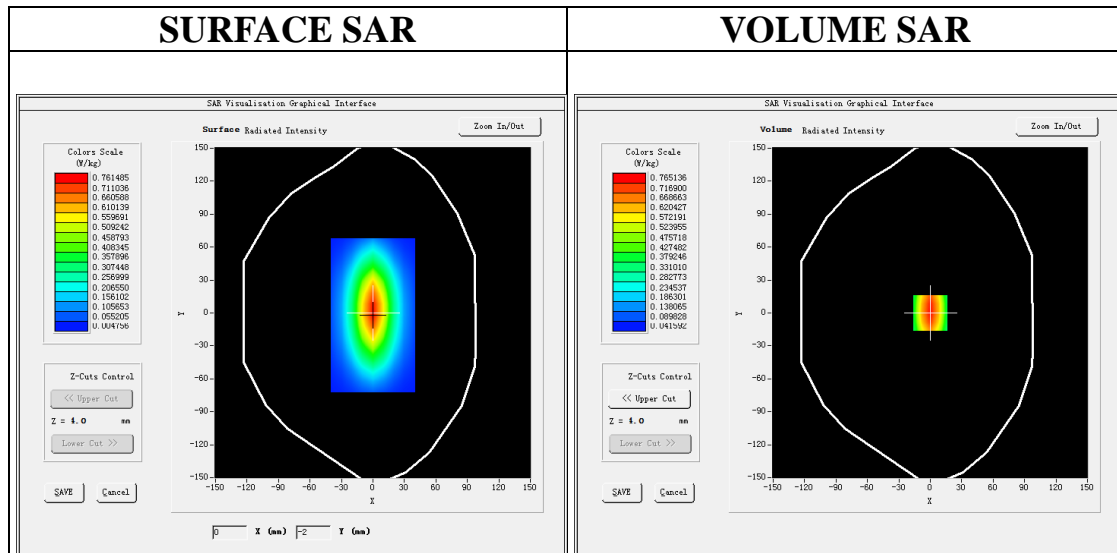 SURFACE SAR
VOLUME SAR
SAR Visualisation Graphical Interface
Surface Radiated Intensity
Zoom In/Out
Colors Scale
(W/kg)
0.761485
0.711036
0.660588
0.610139
0.559691
0.509242
0.458793
0.408345
0.357896
0.307448
0.256999
0.206550
0.156102
0.105653
0.055205
0.004756
Z-Cuts Control
<< Upper Cut
Z = 4.0 mm
Lower Cut >>
SAVE Cancel
150
120
90
60
30
0
-30
-60
-90
-120
-150
Y
-150 -120 -90 -60 -30 0 30 60 90 120 150
X
0 X (mm) -2 Y (mm)
SAR Visualisation Graphical Interface
Volume Radiated Intensity
Zoom In/Out
Colors Scale
(W/kg)
0.765136
0.716900
0.668663
0.620427
0.572191
0.523955
0.475718
0.427482
0.379246
0.331010
0.282773
0.234537
0.186301
0.138065
0.089828
0.041592
Z-Cuts Control
<< Upper Cut
Z = 4.0 mm
Lower Cut >>
SAVE Cancel
150
120
90
60
30
0
-30
-60
-90
-120
-150
Y
-150 -120 -90 -60 -30 0 30 60 90 120 150
X